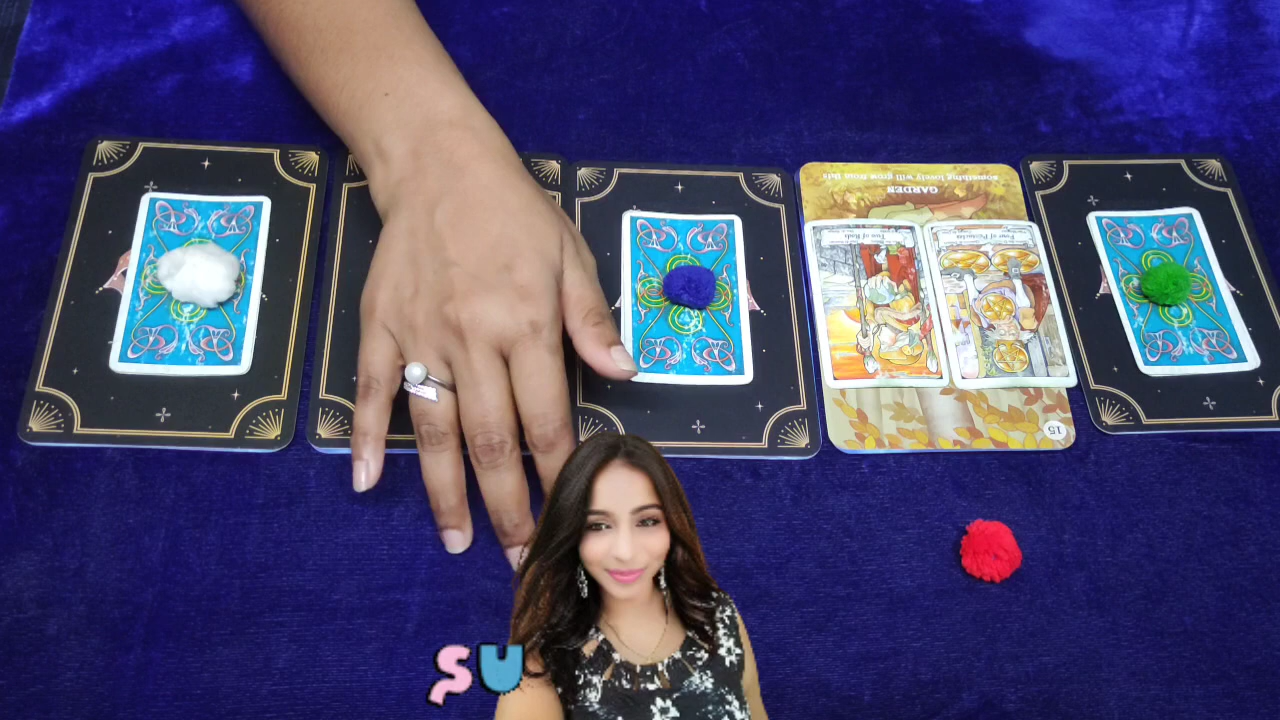 15
Four of Pentacles
Two of Rods
GARDEN
something lovely will grow from this
SU